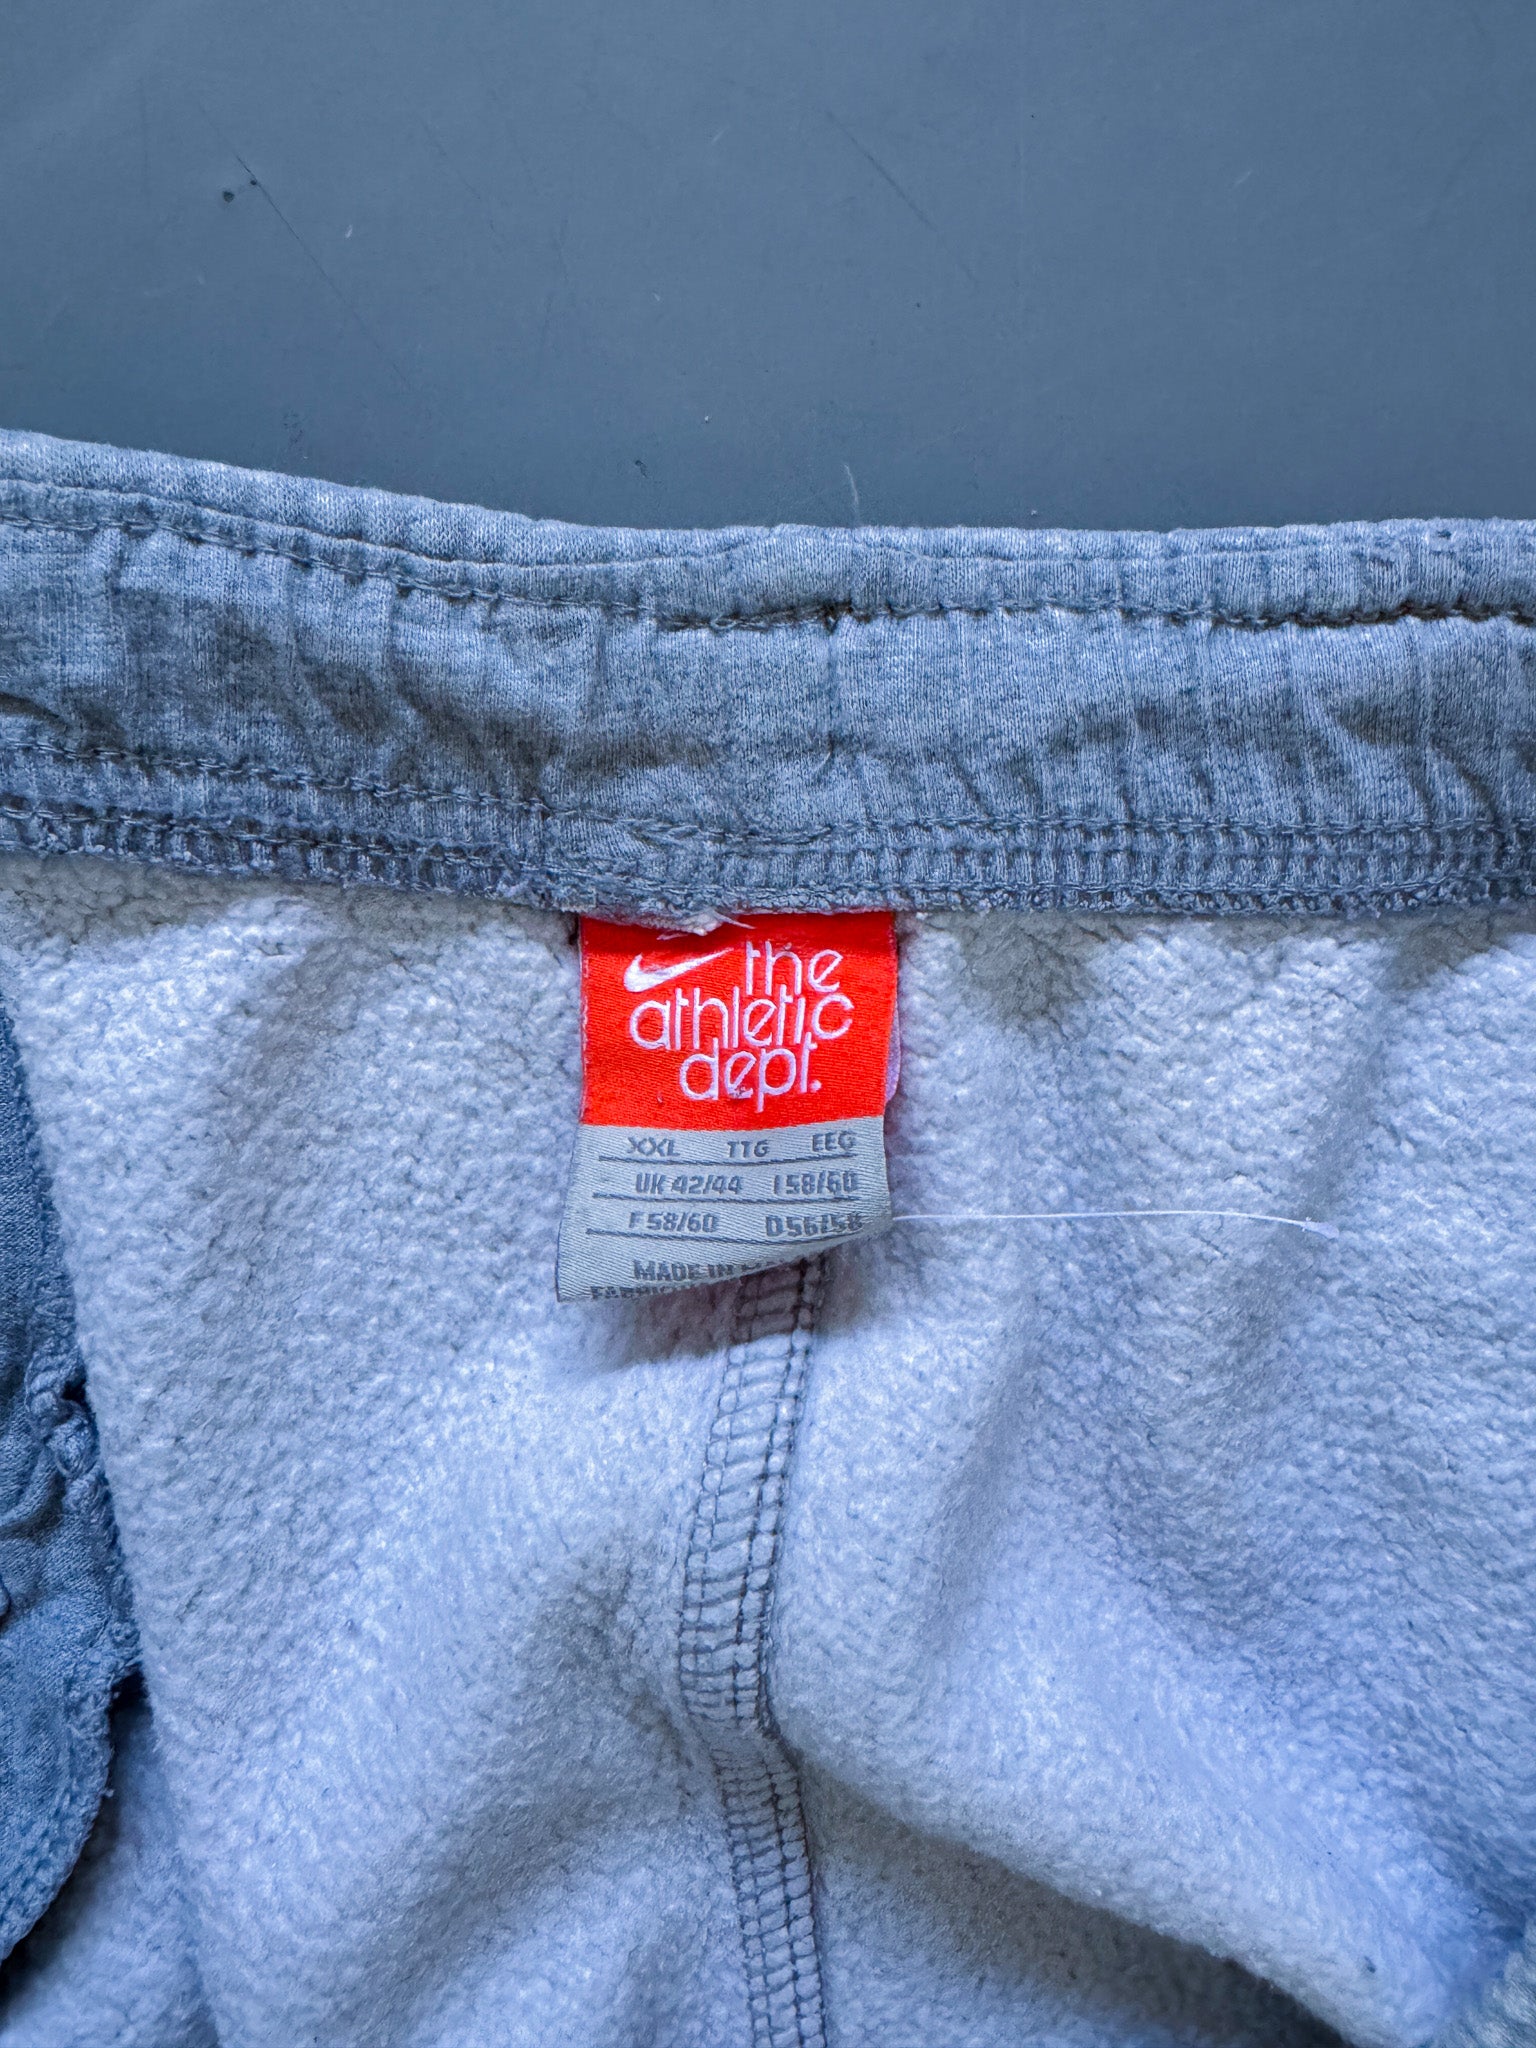 the
athletic
dept.
XXL TTG EEG
UK 42/44 I 58/60
F 58/60 D 56/58
MADE IN